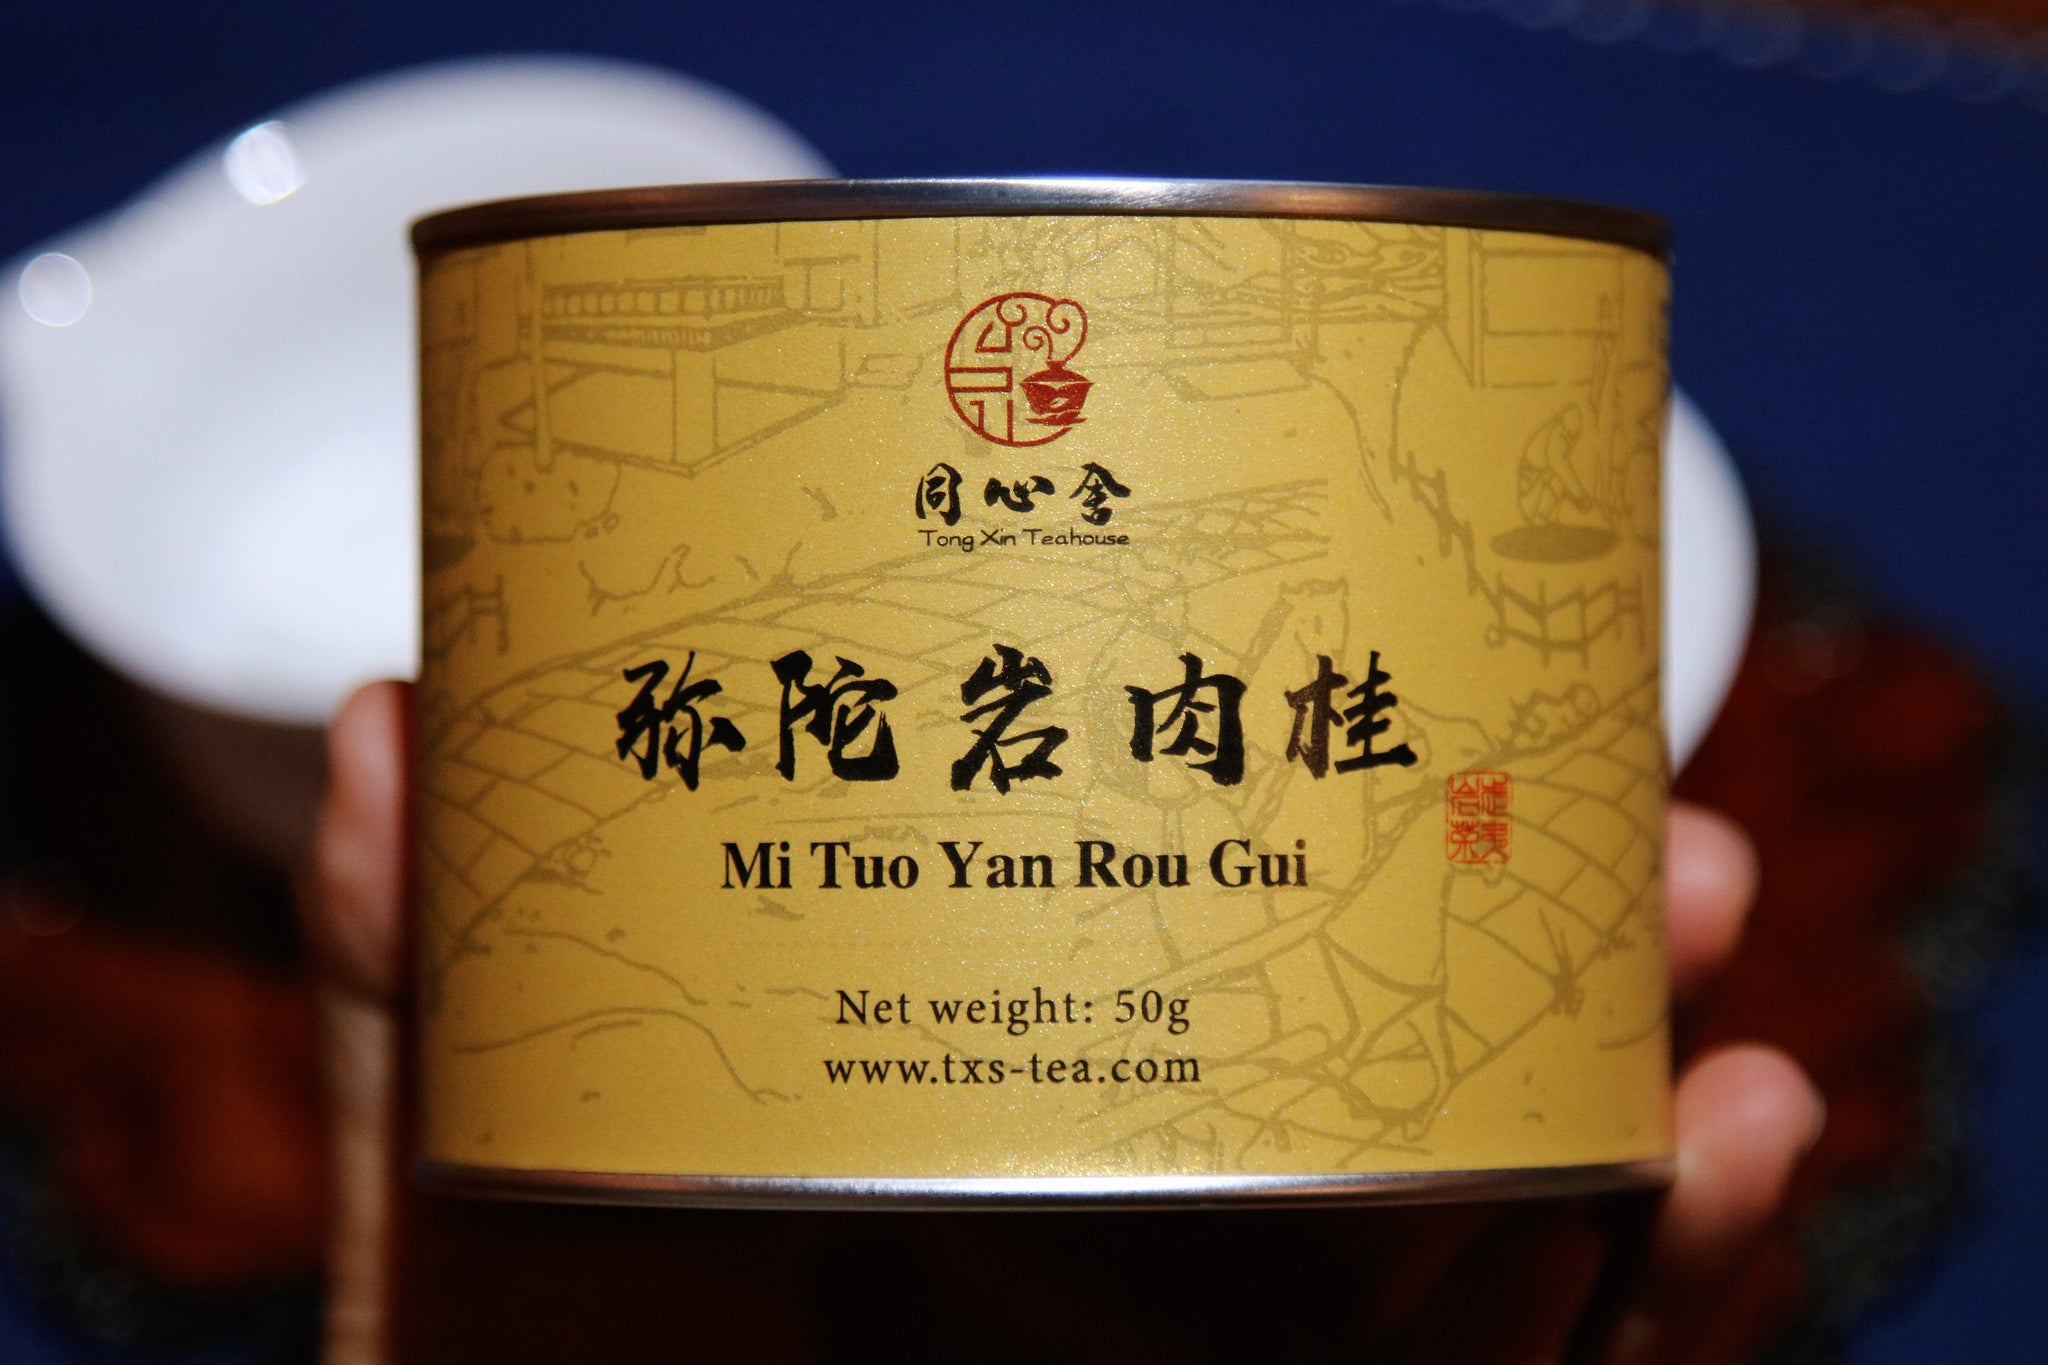 同心舍
Tong Xin Teahouse
弥陀岩肉桂
Mi Tuo Yan Rou Gui
Net weight: 50g
www.txs-tea.com